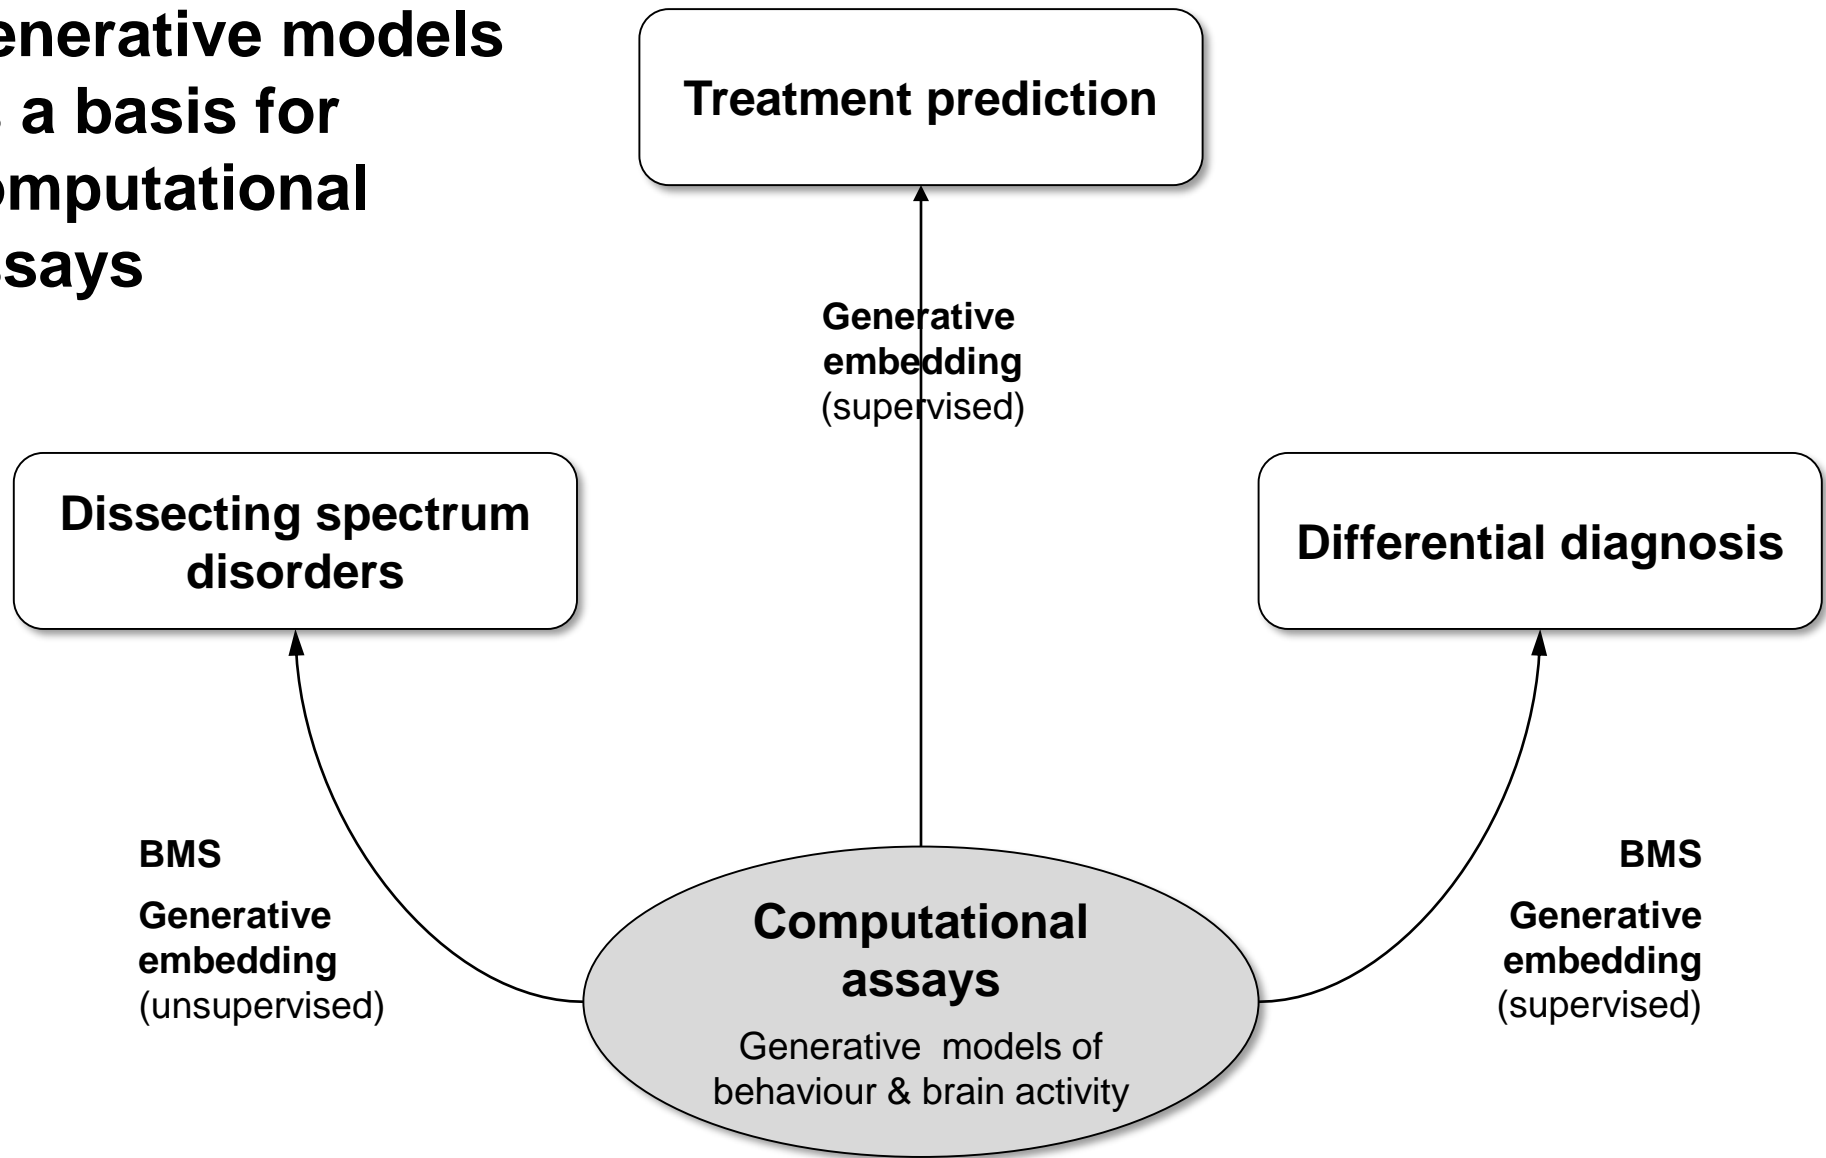 enerative models
a basis for
omputational
ssays
Treatment prediction
Generative
embedding
(supervised)
Dissecting spectrum
disorders
Differential diagnosis
BMS
Generative
embedding
(unsupervised)
BMS
Generative
embedding
(supervised)
Computational
assays
Generative models of
behaviour & brain activity